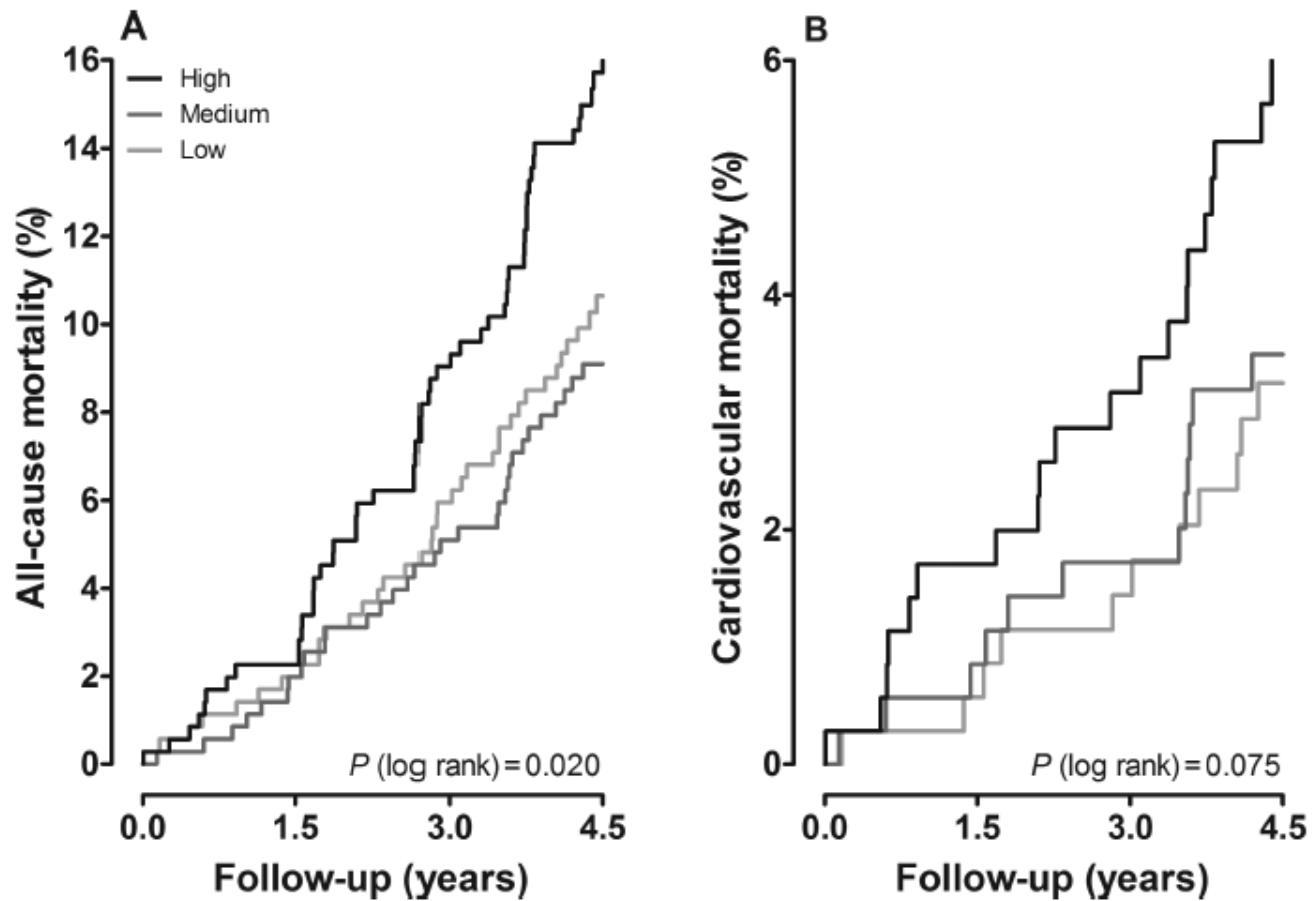 A
All-cause mortality (%)
16
14
12
10
8
6
4
2
0
High
Medium
Low
P (log rank) = 0.020
0.0 1.5 3.0 4.5
Follow-up (years)
B
Cardiovascular mortality (%)
6
4
2
0
P (log rank) = 0.075
0.0 1.5 3.0 4.5
Follow-up (years)